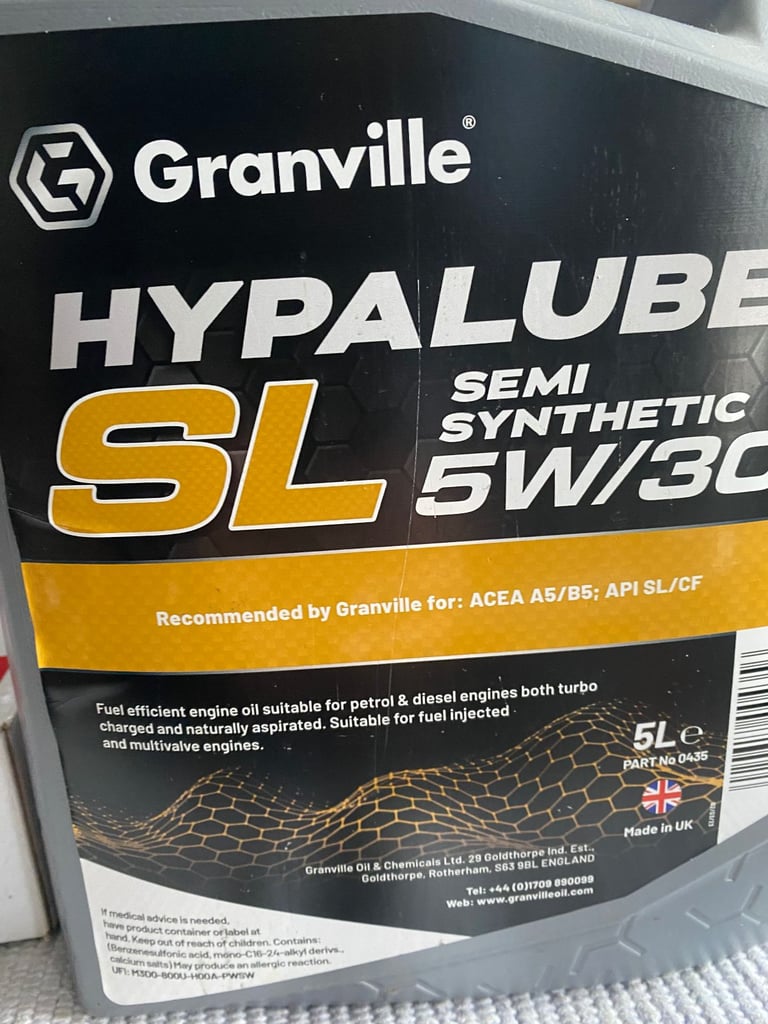 Granville®
HYPALUBE
SL
SEMI
SYNTHETIC
5W/30
Recommended by Granville for: ACEA A5/B5; API SL/CF
Fuel efficient engine oil suitable for petrol & diesel engines both turbo
charged and naturally aspirated. Suitable for fuel injected
and multivalve engines.
5L e
PART No 0435
Made in UK
Granville Oil & Chemicals Ltd. 29 Goldthorpe Ind. Est.,
Goldthorpe, Rotherham, S63 9BL ENGLAND
Tel: +44 (0)1709 890099
Web: www.granvilleoil.com
If medical advice is needed,
have product container or label at
hand. Keep out of reach of children. Contains:
(Benzenesulfonic acid, mono-C16-24-alkyl derivs.,
calcium salts) May produce an allergic reaction.
UFI: M300-800U-H00A-PWSW